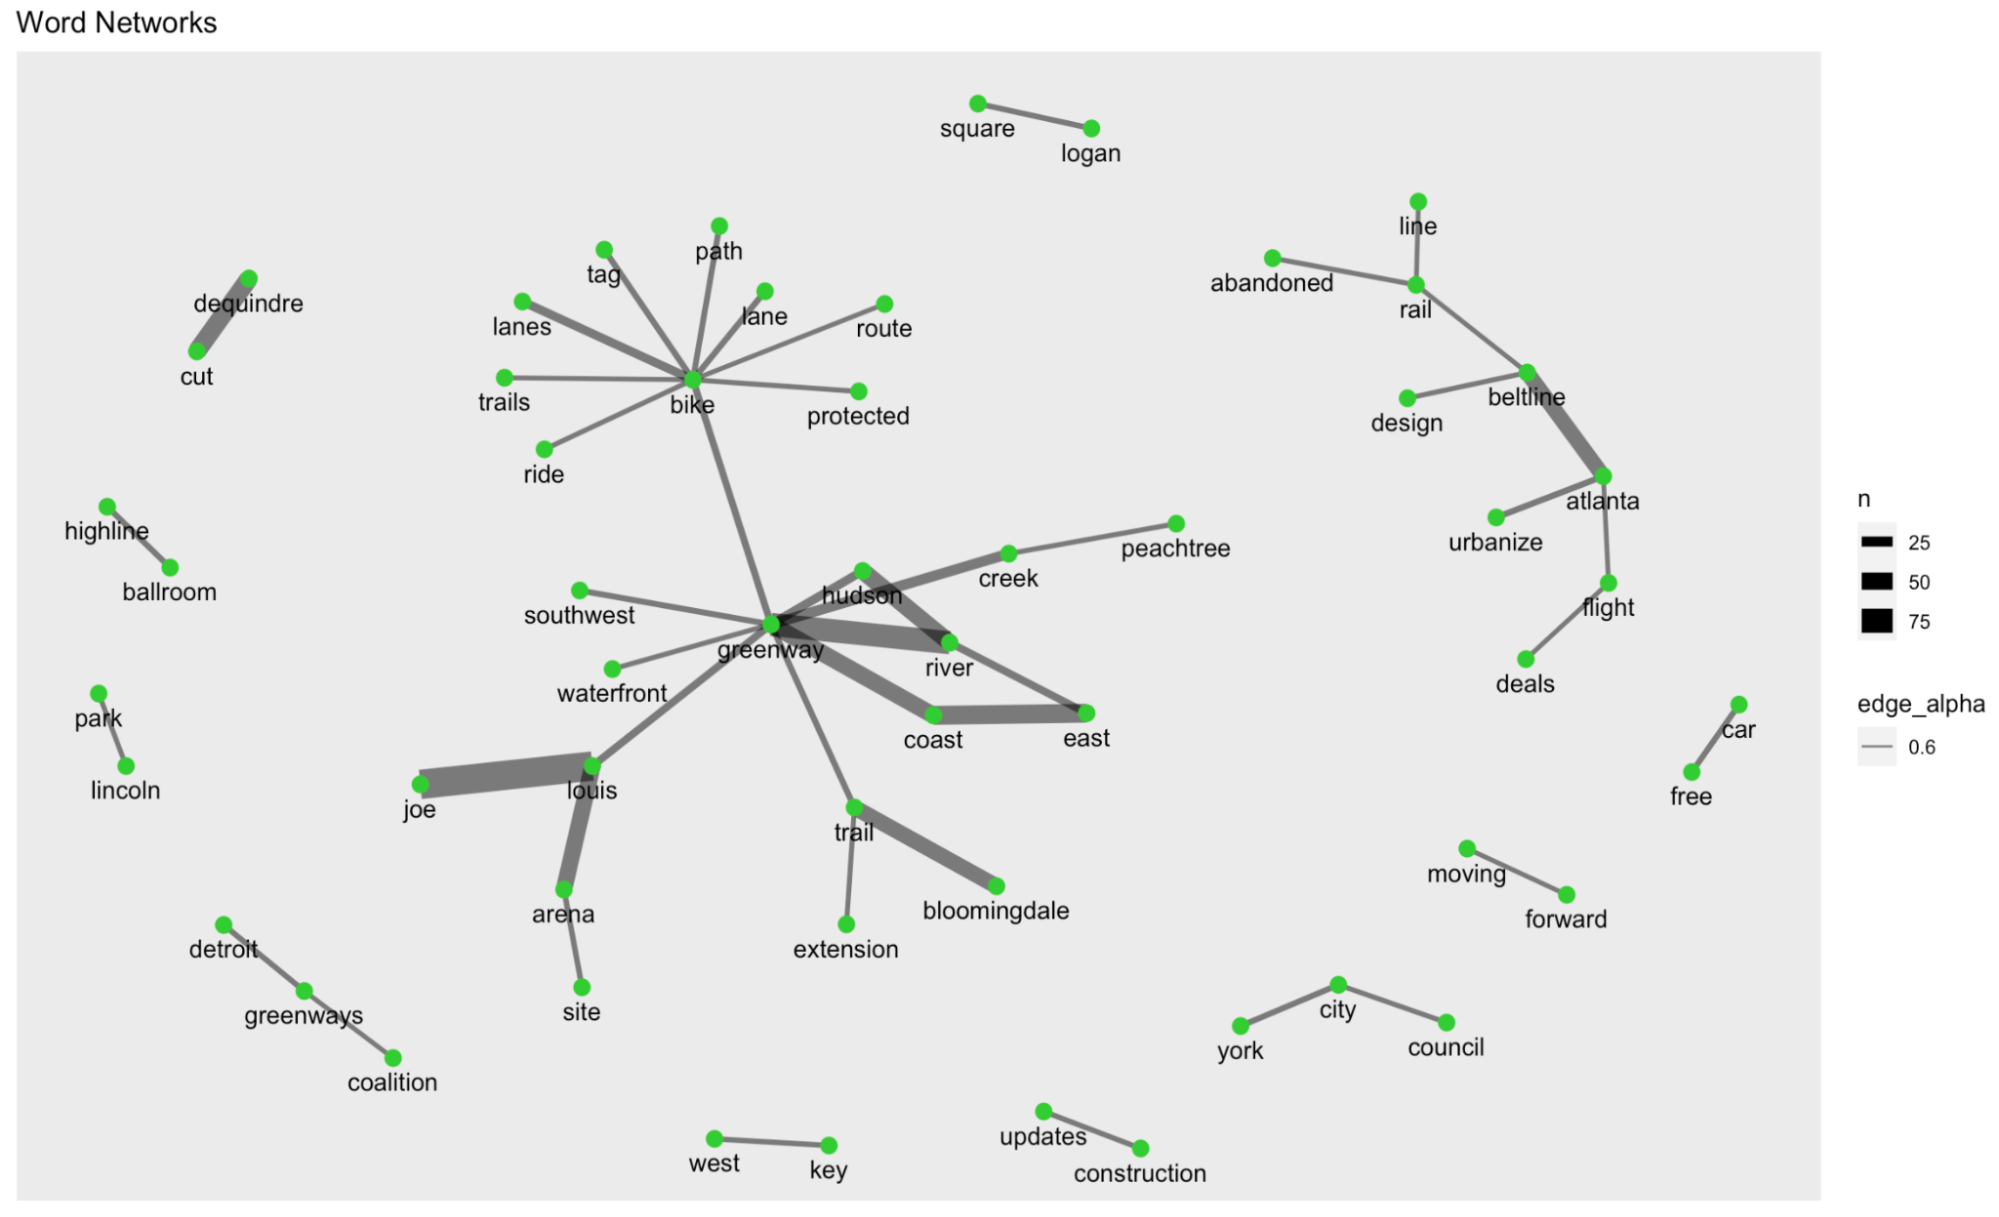 Word Networks
square
logan
line
path
tag
abandoned
dequindre
lanes
lane
route
rail
cut
trails
bike
protected
beltline
design
ride
atlanta
highline
urbanize
peachtree
ballroom
creek
hudson
southwest
flight
greenway
river
waterfront
deals
park
coast
east
car
lincoln
louis
joe
free
trail
moving
arena
bloomingdale
forward
detroit
extension
site
greenways
city
york
council
coalition
updates
west
key
construction
n
25
50
75
edge_alpha
0.6